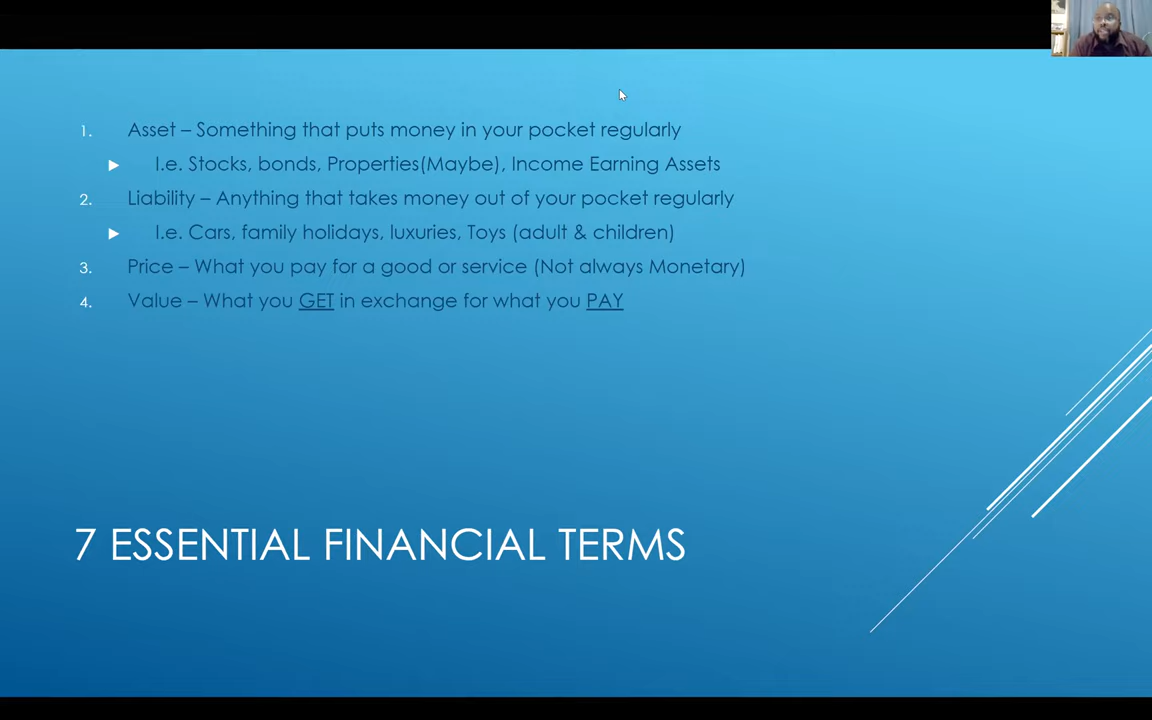 1. Asset – Something that puts money in your pocket regularly
I.e. Stocks, bonds, Properties(Maybe), Income Earning Assets
2. Liability – Anything that takes money out of your pocket regularly
I.e. Cars, family holidays, luxuries, Toys (adult & children)
3. Price – What you pay for a good or service (Not always Monetary)
4. Value – What you GET in exchange for what you PAY
7 ESSENTIAL FINANCIAL TERMS